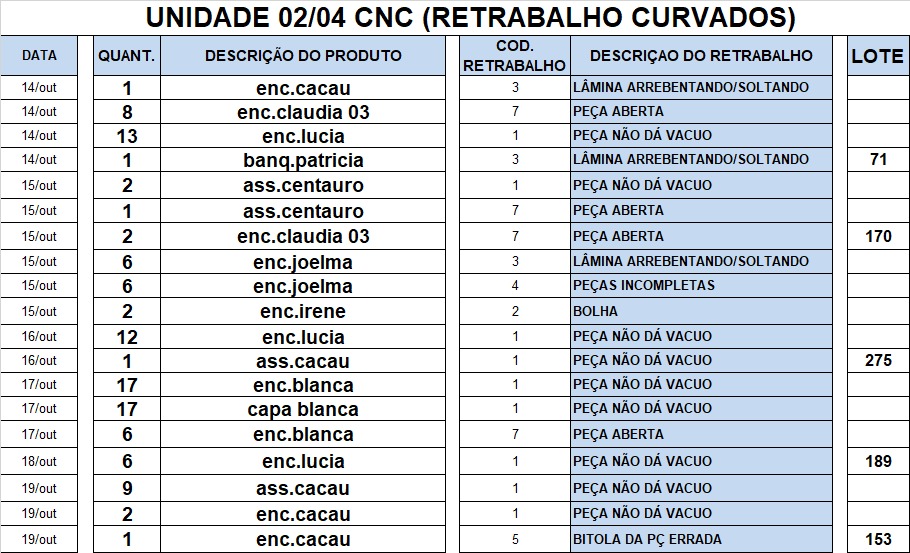 UNIDADE 02/04 CNC (RETRABALHO CURVADOS)
DATA QUANT. DESCRIÇÃO DO PRODUTO COD. RETRABALHO DESCRIÇAO DO RETRABALHO LOTE
14/out 1 enc.cacau 3 LÂMINA ARREBENTANDO/SOLTANDO
14/out 8 enc.claudia 03 7 PEÇA ABERTA
14/out 13 enc.lucia 1 PEÇA NÃO DÁ VACUO
14/out 1 banq.patricia 3 LÂMINA ARREBENTANDO/SOLTANDO 71
15/out 2 ass.centauro 1 PEÇA NÃO DÁ VACUO
15/out 1 ass.centauro 7 PEÇA ABERTA
15/out 2 enc.claudia 03 7 PEÇA ABERTA 170
15/out 6 enc.joelma 3 LÂMINA ARREBENTANDO/SOLTANDO
15/out 6 enc.joelma 4 PEÇAS INCOMPLETAS
15/out 2 enc.irene 2 BOLHA
16/out 12 enc.lucia 1 PEÇA NÃO DÁ VACUO
16/out 1 ass.cacau 1 PEÇA NÃO DÁ VACUO 275
17/out 17 enc.blanca 1 PEÇA NÃO DÁ VACUO
17/out 17 capa blanca 1 PEÇA NÃO DÁ VACUO
17/out 6 enc.blanca 7 PEÇA ABERTA
18/out 6 enc.lucia 1 PEÇA NÃO DÁ VACUO 189
19/out 9 ass.cacau 1 PEÇA NÃO DÁ VACUO
19/out 2 enc.cacau 1 PEÇA NÃO DÁ VACUO
19/out 1 enc.cacau 5 BITOLA DA PÇ ERRADA 153